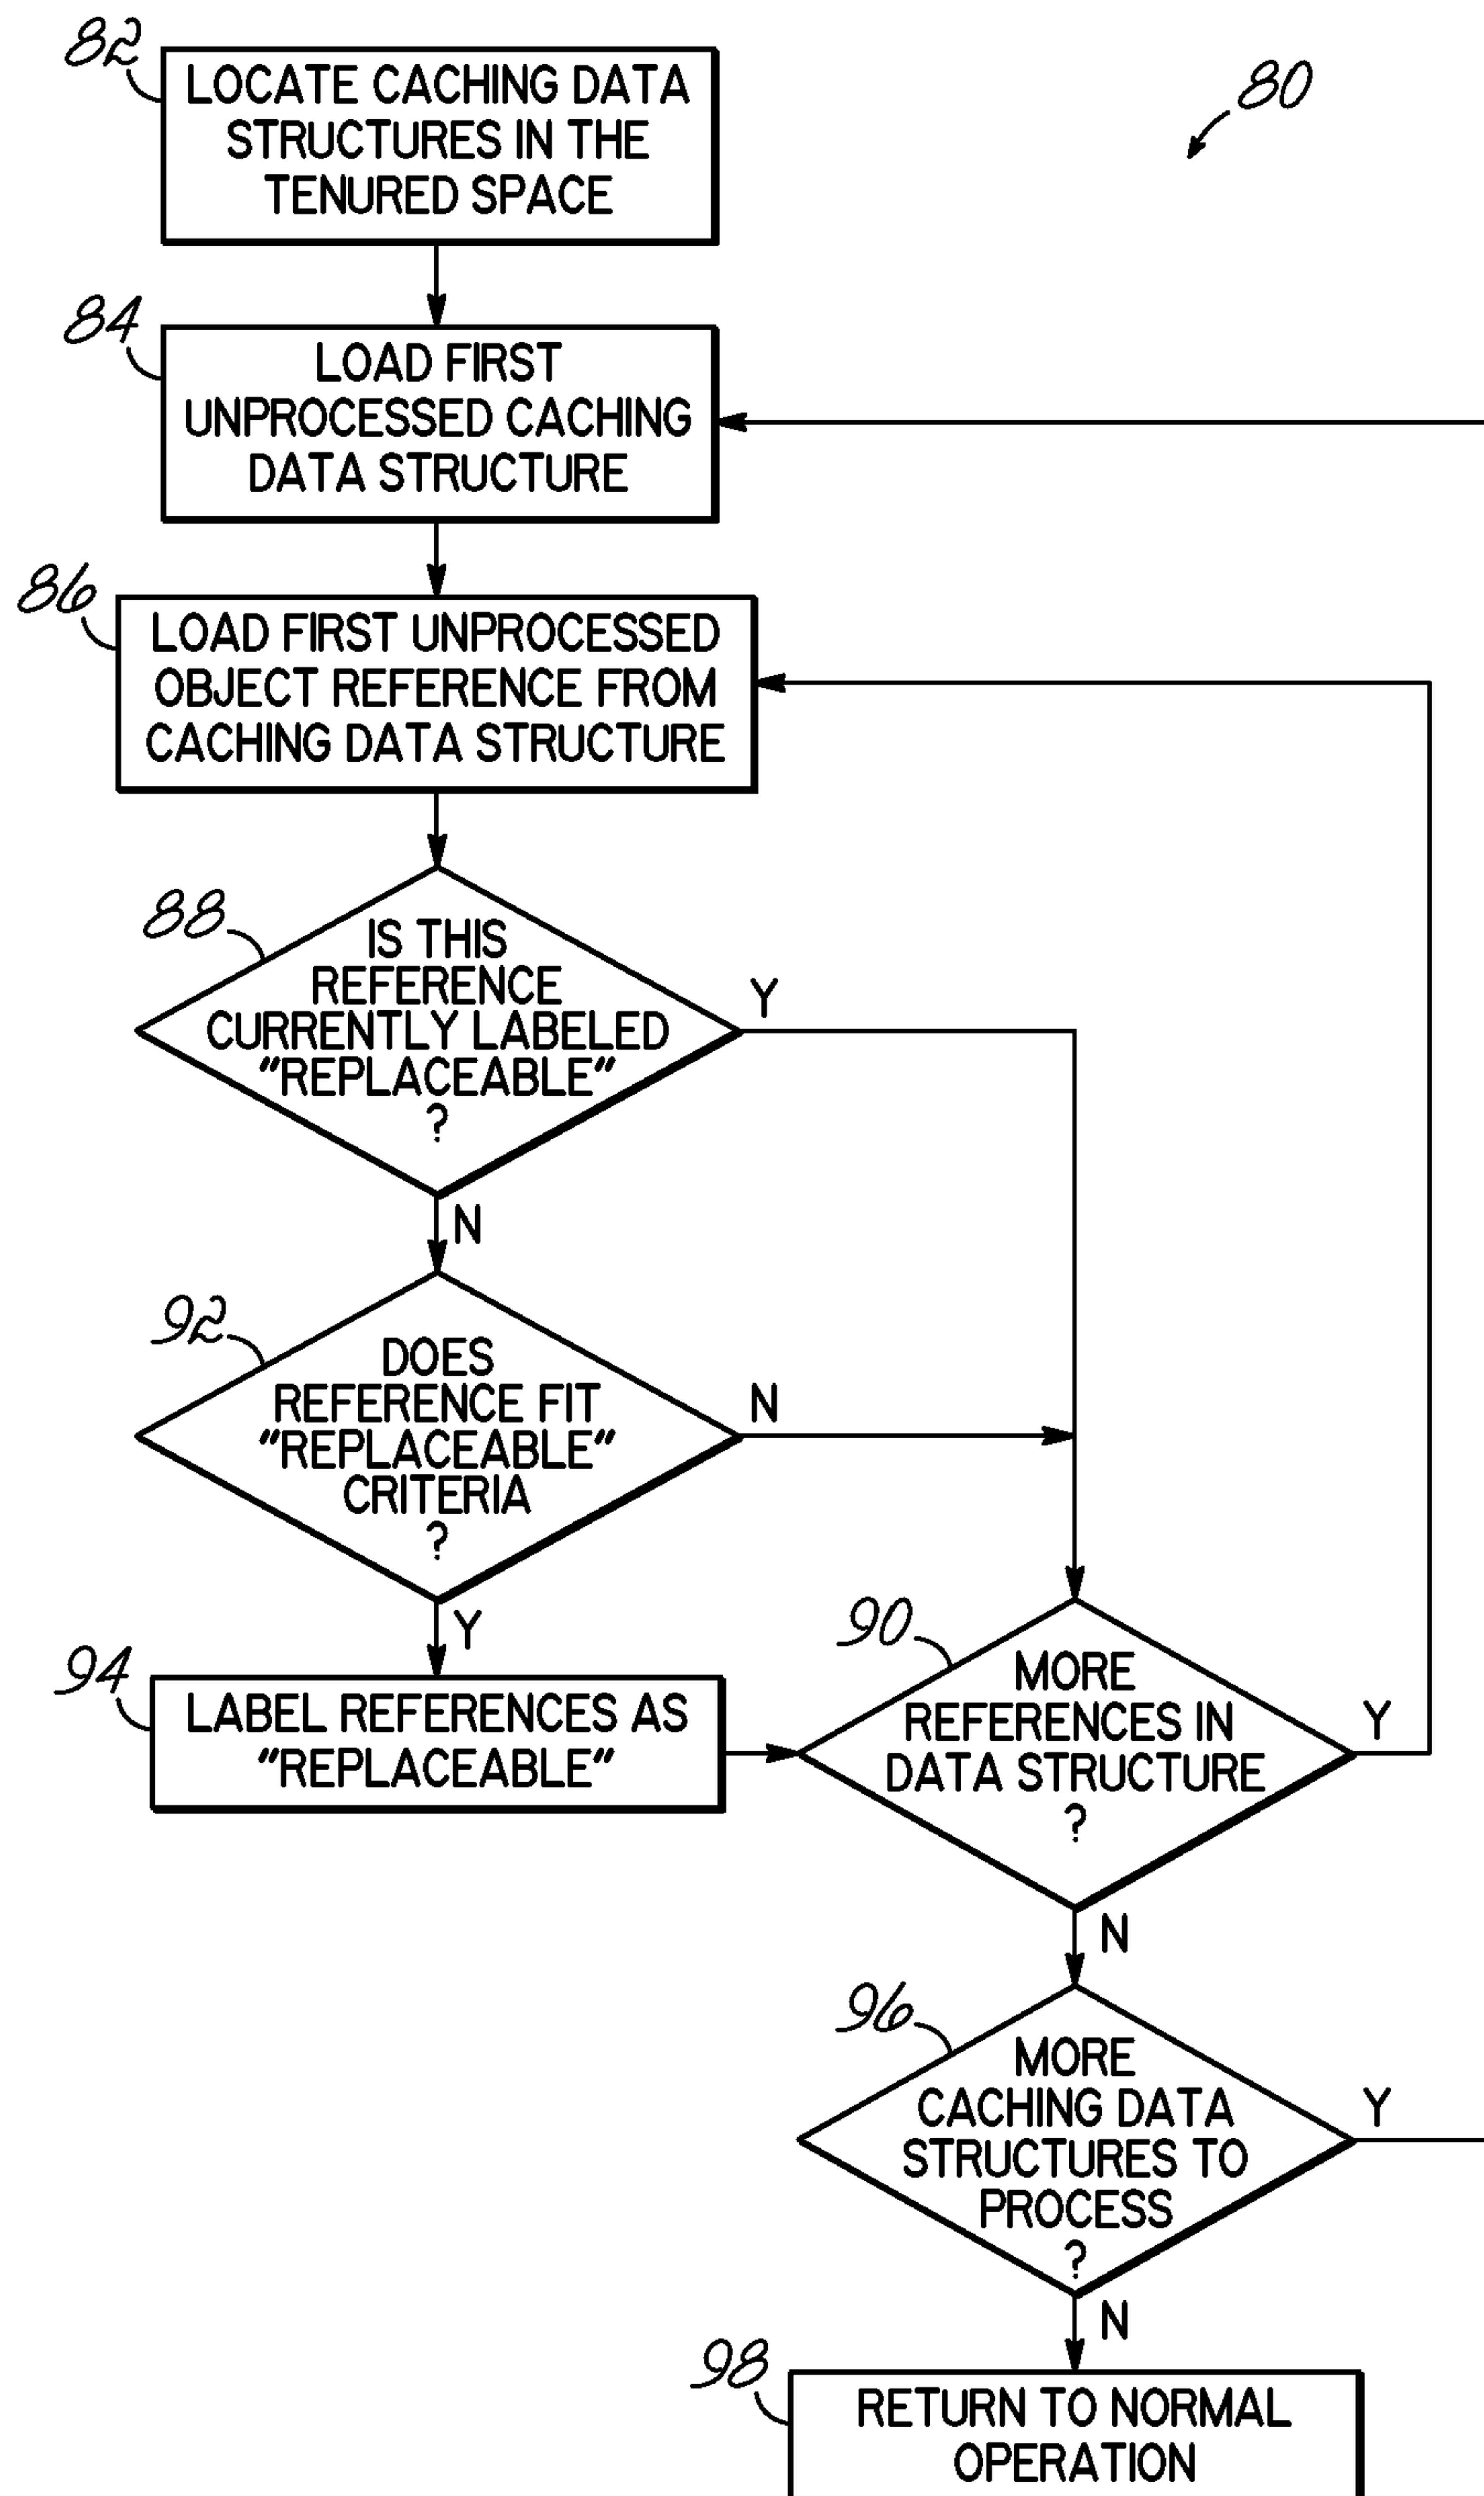 82
LOCATE CACHING DATA
STRUCTURES IN THE
TENURED SPACE
80
84
LOAD FIRST
UNPROCESSED CACHING
DATA STRUCTURE
86
LOAD FIRST UNPROCESSED
OBJECT REFERENCE FROM
CACHING DATA STRUCTURE
88
IS THIS
REFERENCE
CURRENTLY LABELED
"REPLACEABLE"
?
Y
N
92
DOES
REFERENCE FIT
"REPLACEABLE"
CRITERIA
?
N
Y
94
LABEL REFERENCES AS
"REPLACEABLE"
90
MORE
REFERENCES IN
DATA STRUCTURE
?
Y
N
96
MORE
CACHING DATA
STRUCTURES TO
PROCESS
?
Y
N
98
RETURN TO NORMAL
OPERATION